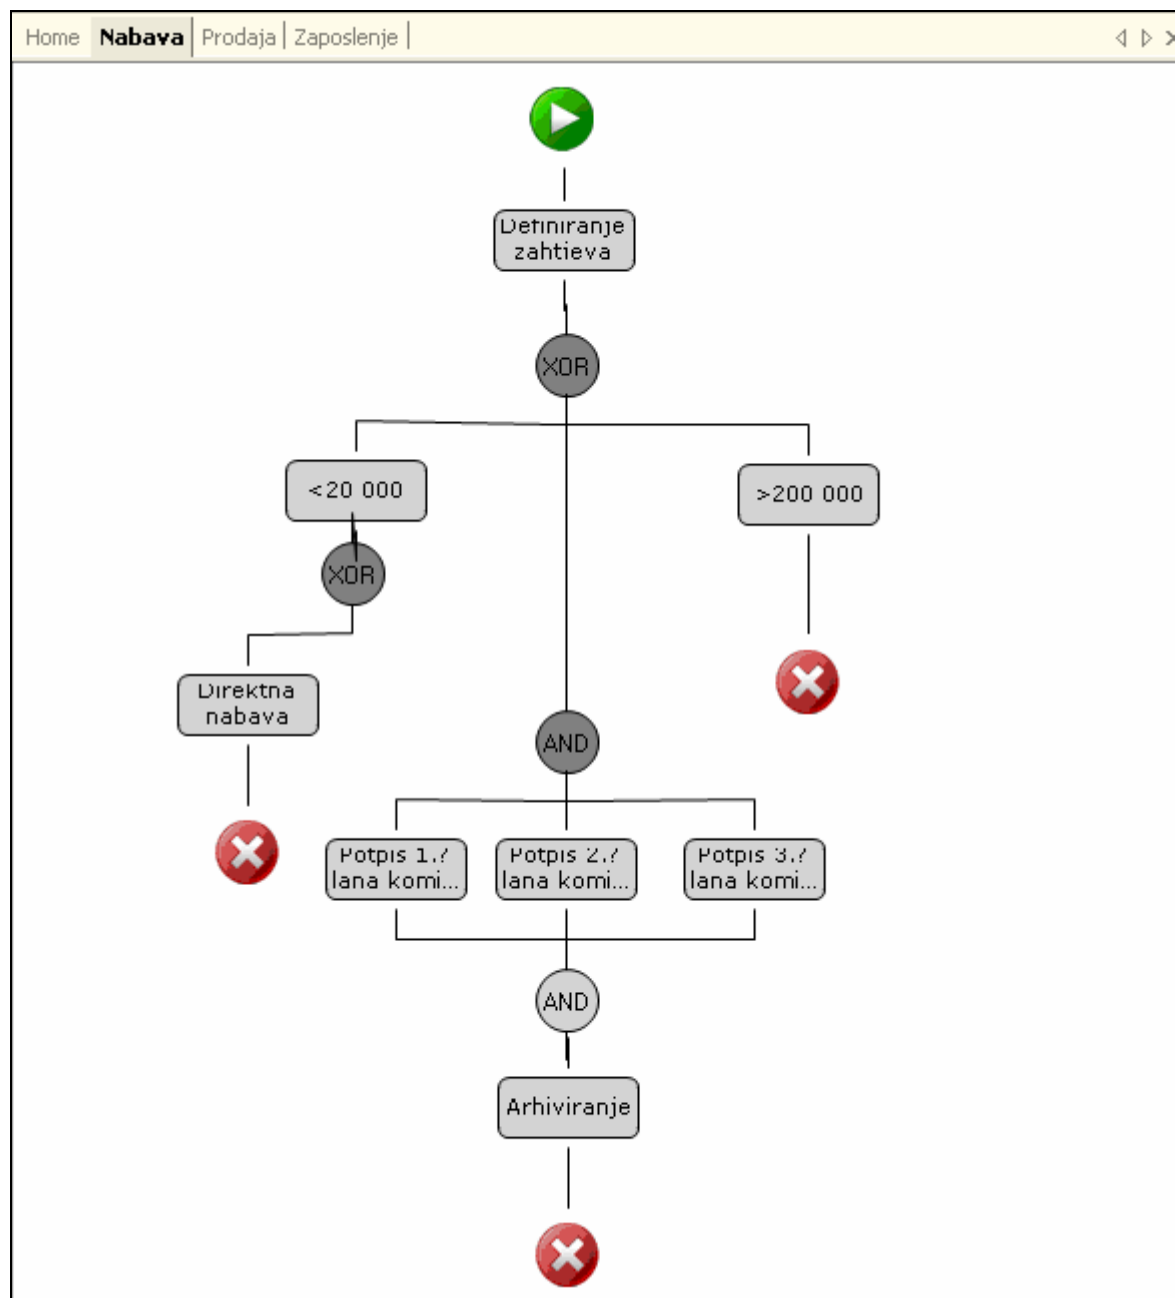 Home Nabava Prodaja Zaposlenje
Definiranje
zahtjeva
XOR
<20 000
>200 000
XOR
Direktna
nabava
AND
Potpis 1.?
lana komi...
Potpis 2.?
lana komi...
Potpis 3.?
lana komi...
AND
Arhiviranje